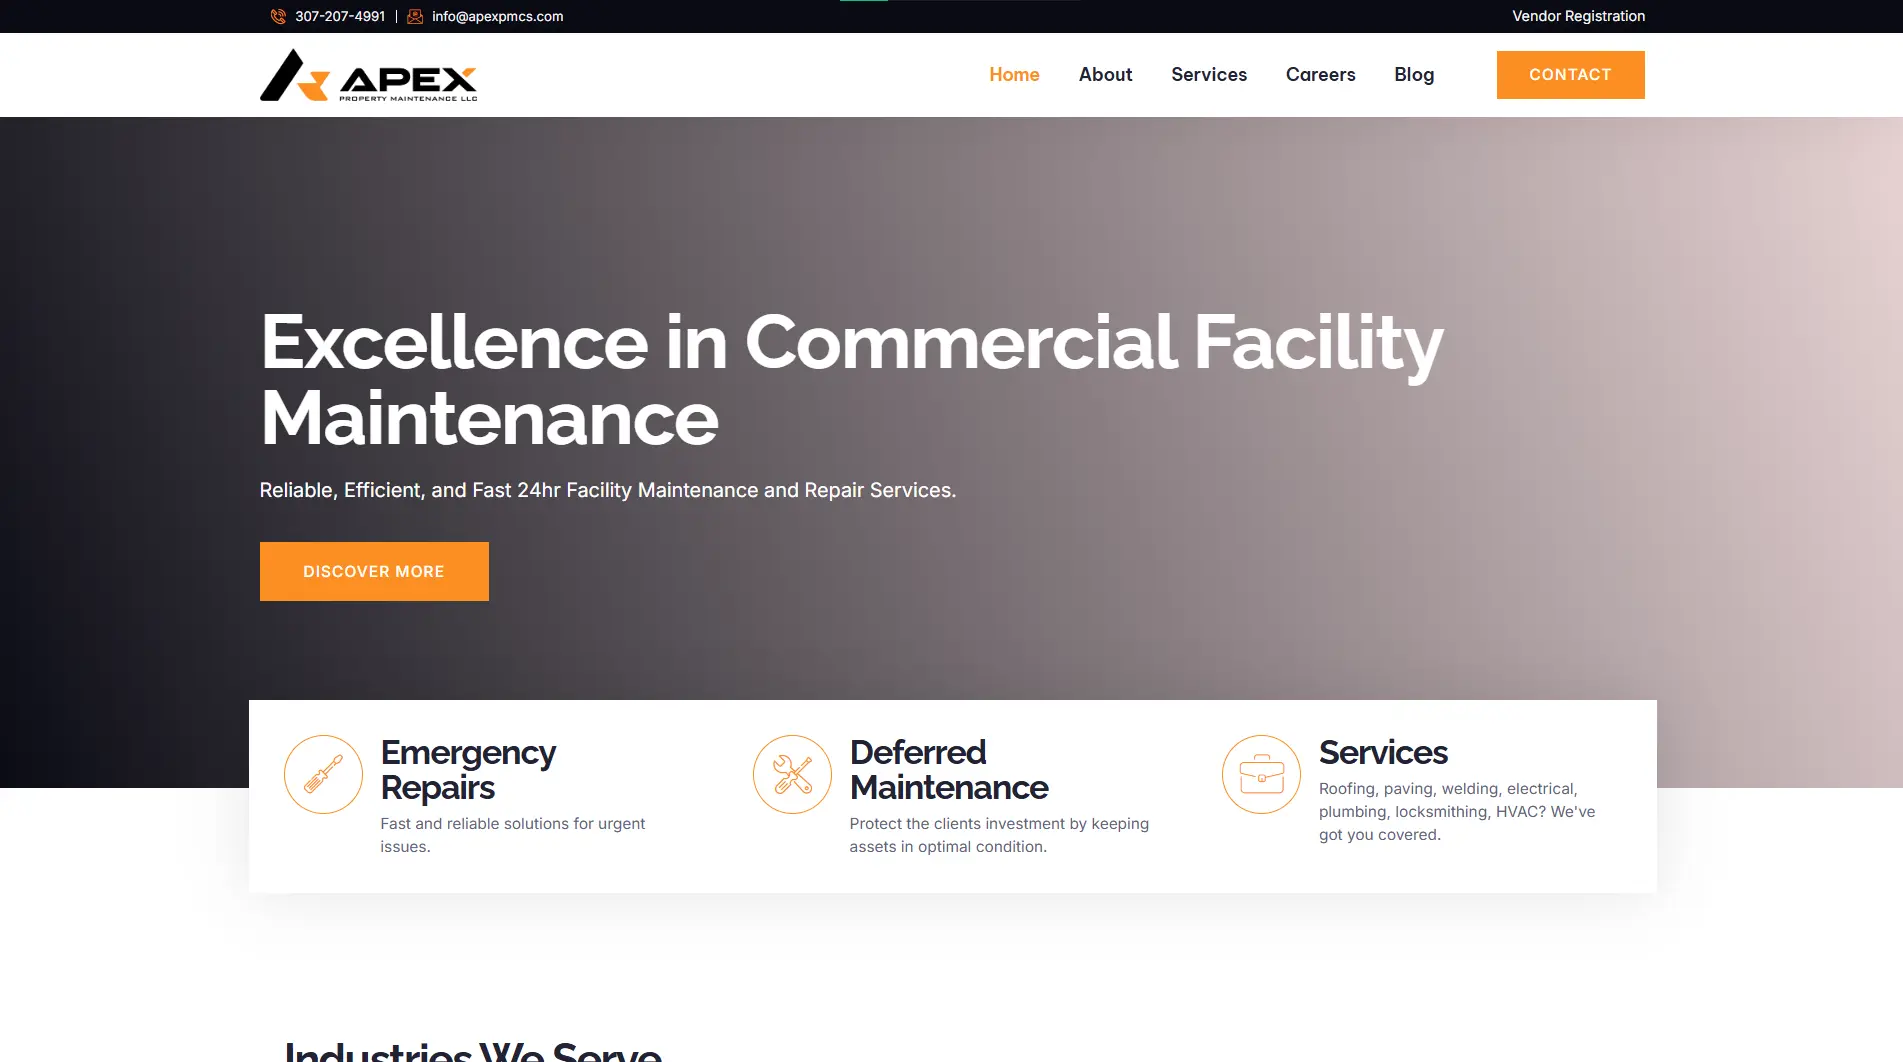 307-207-4991 | info@apexpmcs.com
Vendor Registration
APEX
PROPERTY MAINTENANCE LLC
Home
About
Services
Careers
Blog
CONTACT
Excellence in Commercial Facility
Maintenance
Reliable, Efficient, and Fast 24hr Facility Maintenance and Repair Services.
DISCOVER MORE
Emergency
Repairs
Fast and reliable solutions for urgent
issues.
Deferred
Maintenance
Protect the clients investment by keeping
assets in optimal condition.
Services
Roofing, paving, welding, electrical,
plumbing, locksmithing, HVAC? We've
got you covered.
Industries We Serve